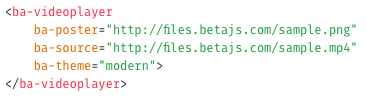 <ba-videoplayer
    ba-poster="http://files.betajs.com/sample.png"
    ba-source="http://files.betajs.com/sample.mp4"
    ba-theme="modern">
</ba-videoplayer>